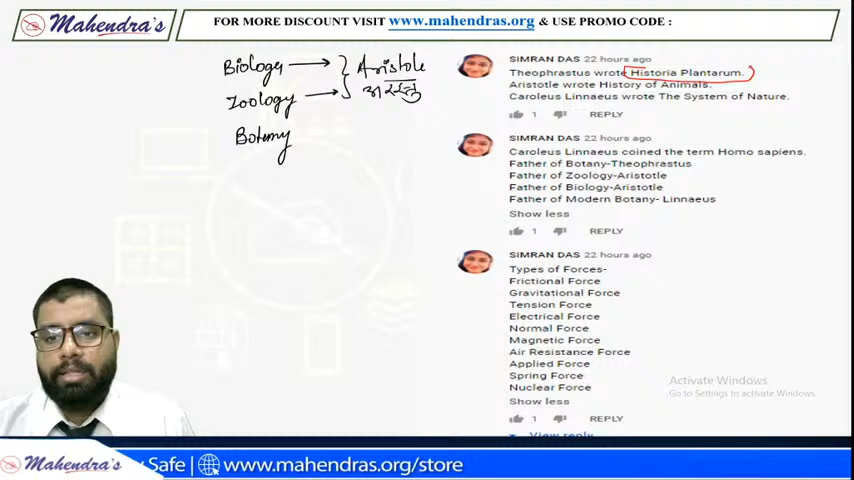 Mahendra's
FOR MORE DISCOUNT VISIT www.mahendras.org & USE PROMO CODE :
Biology
Zoology
Botany
Aristole
अरस्तु
SIMRAN DAS 22 hours ago
Theophrastus wrote Historia Plantarum.
Aristotle wrote History of Animals.
Caroleus Linnaeus wrote The System of Nature.
1 REPLY
SIMRAN DAS 22 hours ago
Caroleus Linnaeus coined the term Homo sapiens.
Father of Botany-Theophrastus
Father of Zoology-Aristotle
Father of Biology-Aristotle
Father of Modern Botany- Linnaeus
Show less
1 REPLY
SIMRAN DAS 22 hours ago
Types of Forces-
Frictional Force
Gravitational Force
Tension Force
Electrical Force
Normal Force
Magnetic Force
Air Resistance Force
Applied Force
Spring Force
Nuclear Force
Show less
1 REPLY
View reply
Activate Windows
Go to Settings to activate Windows.
Mahendra's y Safe | www.mahendras.org/store